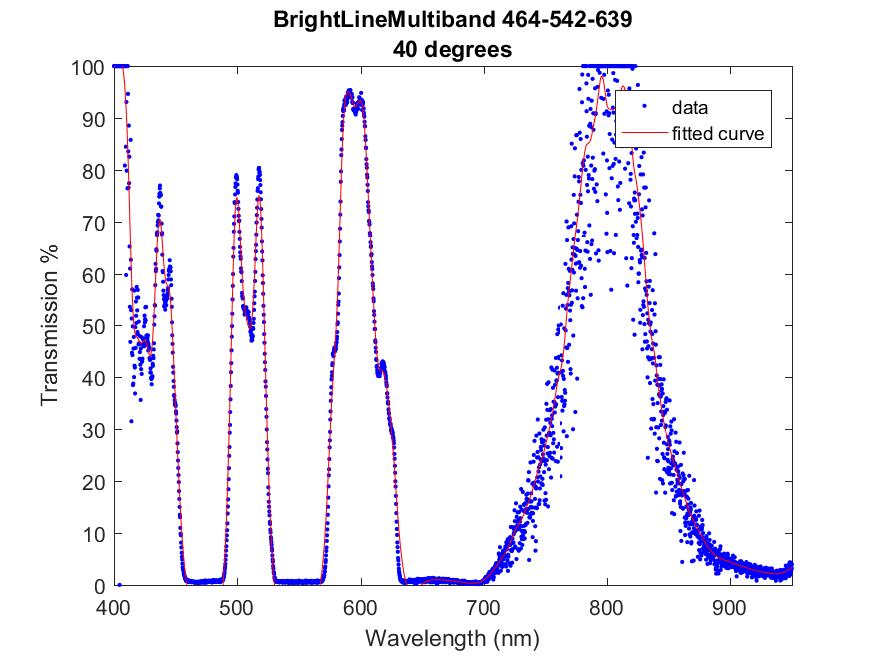 BrightLineMultiband 464-542-639
40 degrees
100
90
80
70
60
50
40
30
20
10
0
Transmission %
data
fitted curve
400 500 600 700 800 900
Wavelength (nm)